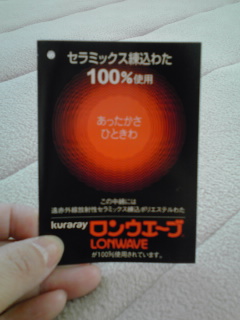 セラミックス練込わた
100%使用
あったかさ
ひときわ
この中綿には
遠赤外線放射性セラミックス練込ポリエステルわた
kuraray ロンウエーブ
LONWAVE
が100%使用されています。